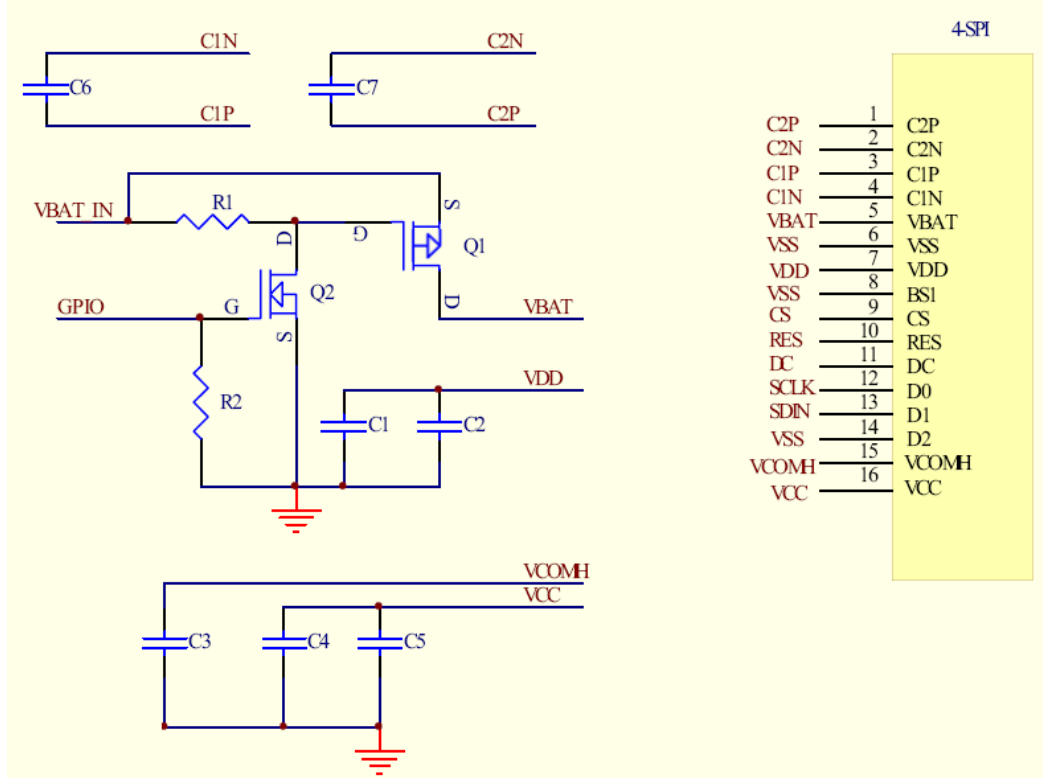 4-SPI
C1N
C2N
C6
C7
C1P
C2P
VBAT_IN
R1
S
D
G
Q1
Q2
GPIO
G
D
VBAT
S
R2
VDD
C1
C2
VCOMH
VCC
C3
C4
C5
C2P 1 C2P
C2N 2 C2N
C1P 3 C1P
C1N 4 C1N
VBAT 5 VBAT
VSS 6 VSS
VDD 7 VDD
VSS 8 BS1
CS 9 CS
RES 10 RES
DC 11 DC
SCLK 12 D0
SDIN 13 D1
VSS 14 D2
VCOMH 15 VCOMH
VCC 16 VCC